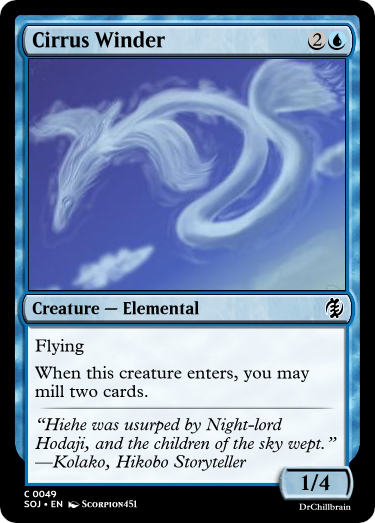 Cirrus Winder 2
Creature — Elemental
Flying
When this creature enters, you may
mill two cards.
“Hiehe was usurped by Night-lord
Hodaji, and the children of the sky wept.”
—Kolako, Hikobo Storyteller
1/4
C 0049
SOJ • EN Scorpion451
DrChillbrain